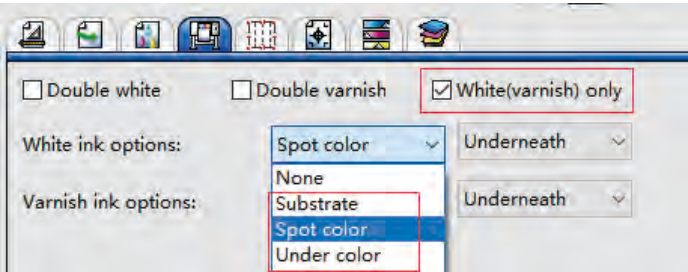 Double white Double varnish White(varnish) only
White ink options: Spot color Underneath
None
Varnish ink options: Substrate Underneath
Spot color
Under color